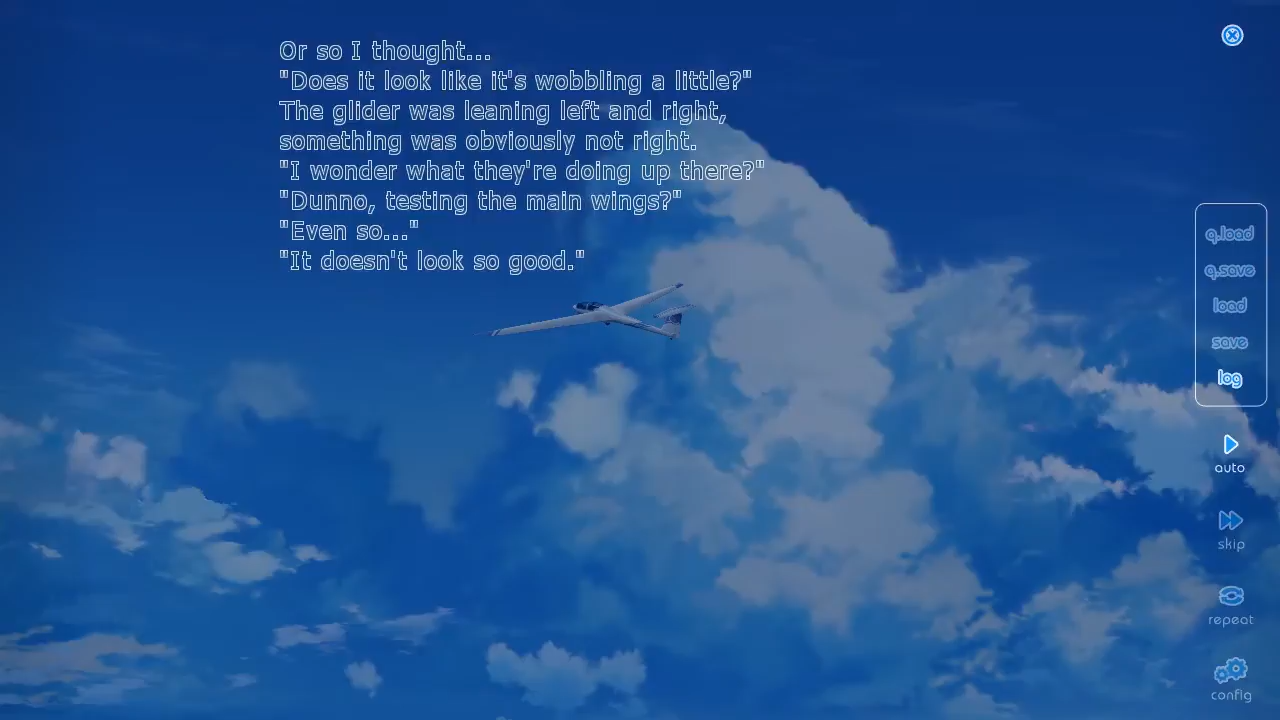 Or so I thought...
"Does it look like it's wobbling a little?"
The glider was leaning left and right,
something was obviously not right.
"I wonder what they're doing up there?"
"Dunno, testing the main wings?"
"Even so..."
"It doesn't look so good."
q.load
q.save
load
save
log
auto
skip
repeat
config